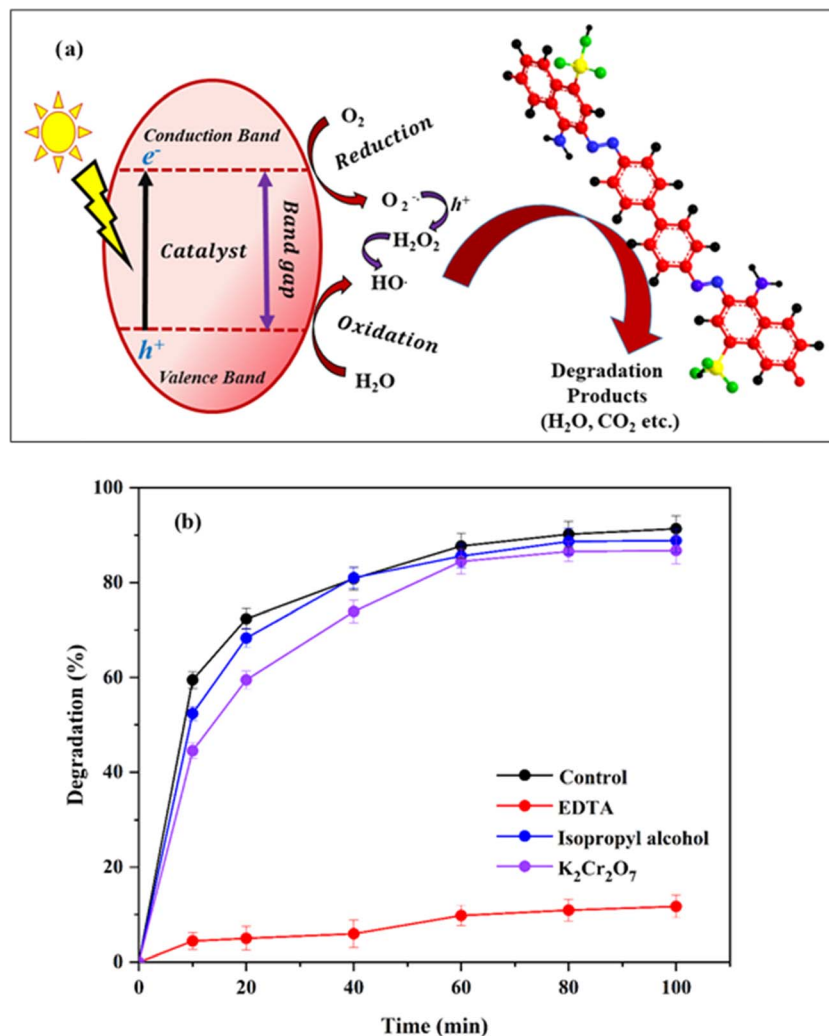 (a)
Conduction Band
e⁻
Catalyst
Band gap
h⁺
Valence Band
O₂
Reduction
O₂⁻·
h⁺
H₂O₂
HO·
Oxidation
H₂O
Degradation
Products
(H₂O, CO₂ etc.)
(b)
Degradation (%)
100
80
60
40
20
0
Control
EDTA
Isopropyl alcohol
K₂Cr₂O₇
0 20 40 60 80 100
Time (min)